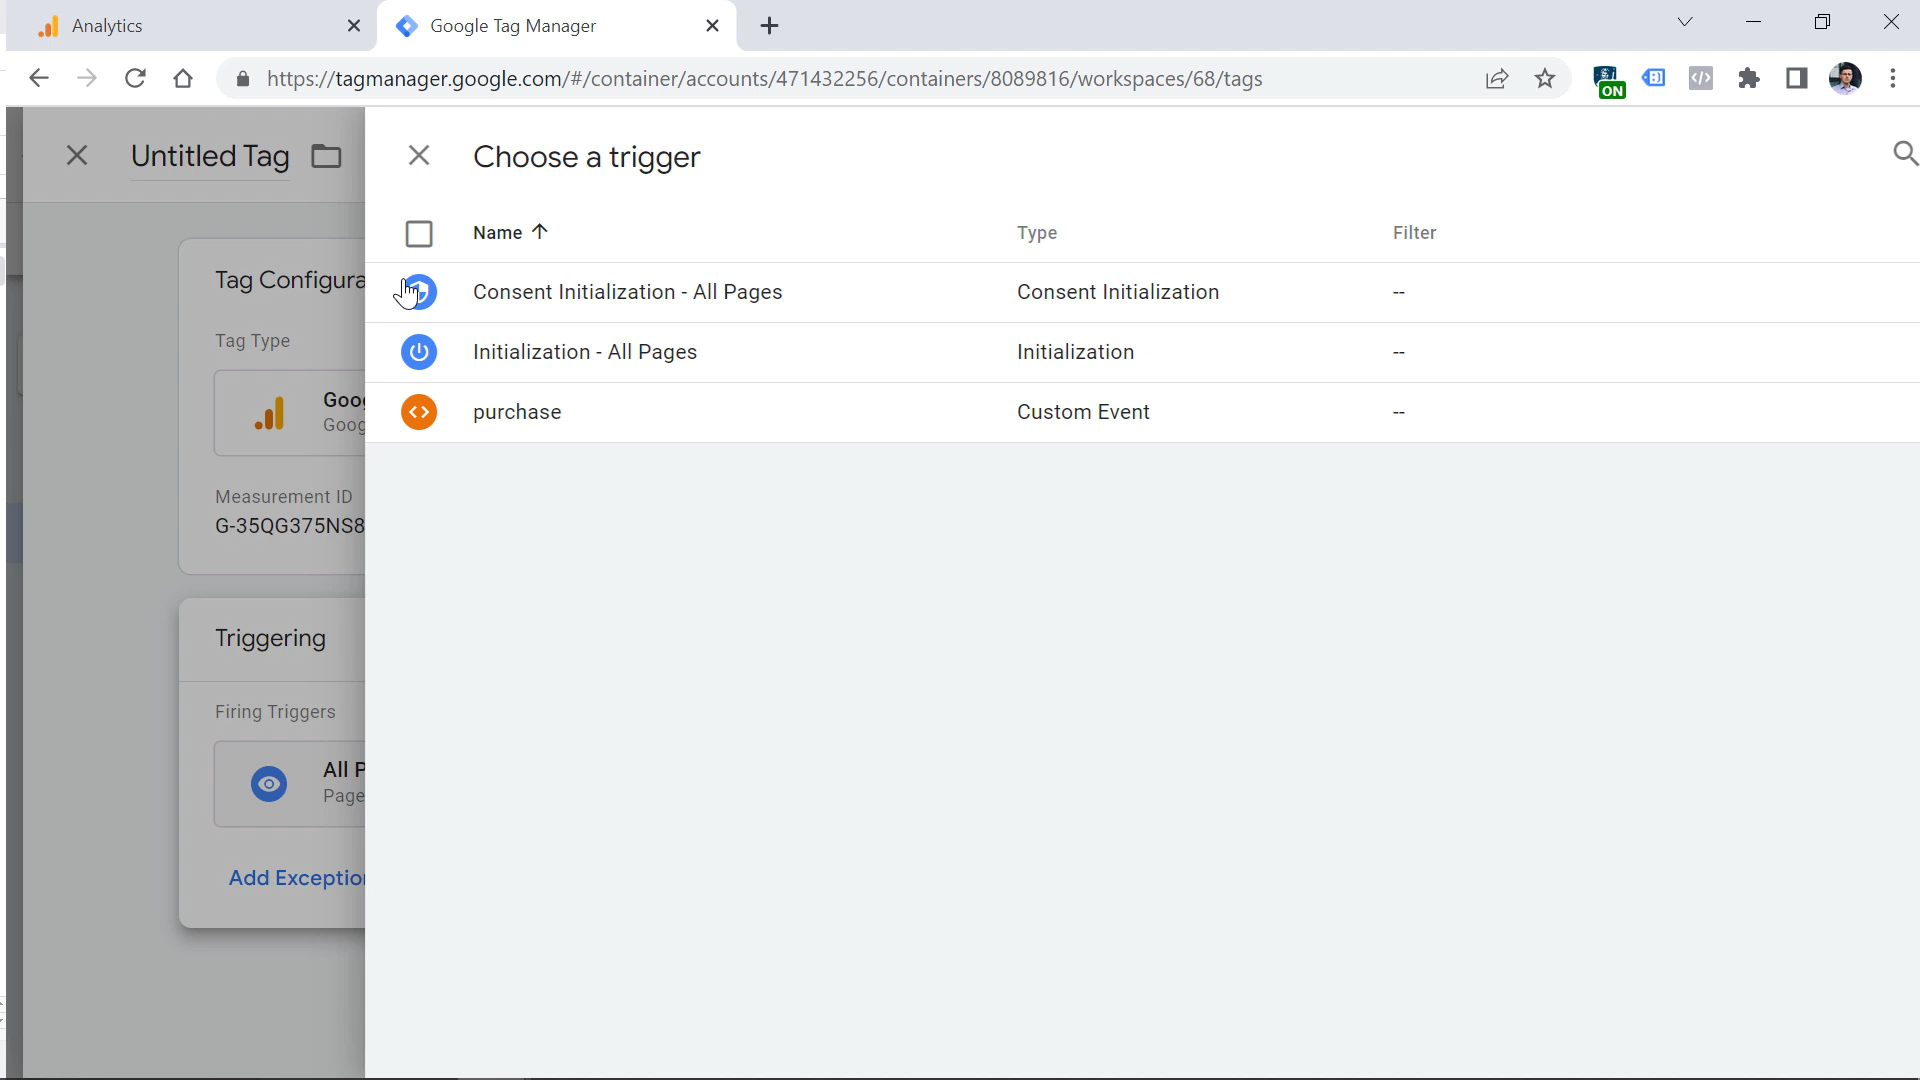 Analytics
Google Tag Manager
https://tagmanager.google.com/#/container/accounts/471432256/containers/8089816/workspaces/68/tags
ON
Untitled Tag
Choose a trigger
Name
Type
Filter
Tag Configura
Consent Initialization - All Pages
Consent Initialization
--
Tag Type
Initialization - All Pages
Initialization
--
Goog
Goog
purchase
Custom Event
--
Measurement ID
G-35QG375NS8
Triggering
Firing Triggers
All P
Page
Add Exception